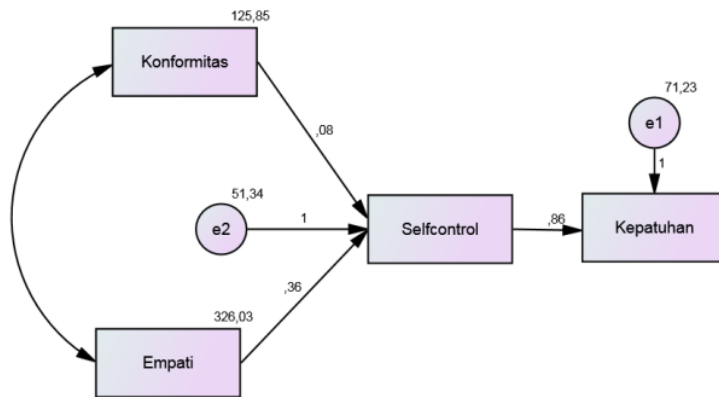 125,85
Konformitas
,08
71,23
e1
1
51,34
e2
1
Selfcontrol
,86
Kepatuhan
,36
326,03
Empati